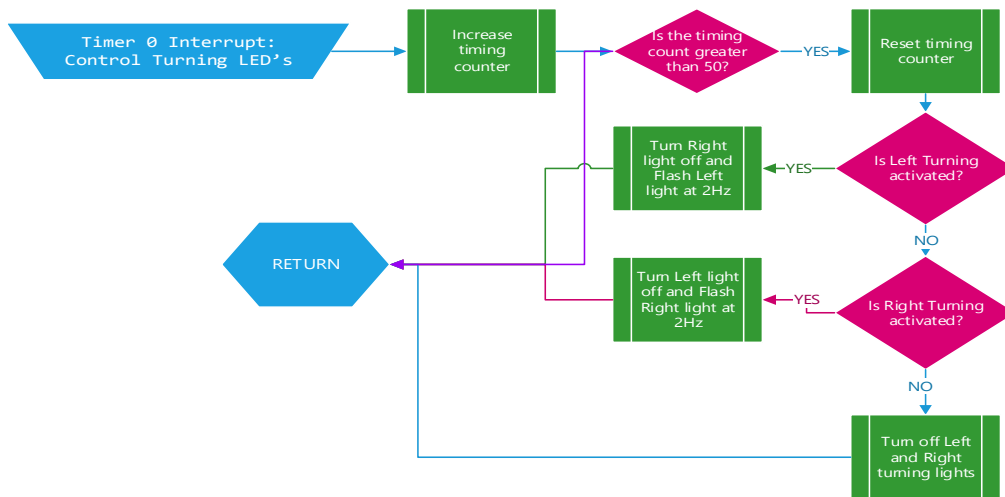 Timer 0 Interrupt:
Control Turning LED's
Increase
timing
counter
Is the timing
count greater
than 50?
YES
Reset timing
counter
Turn Right
light off and
Flash Left
light at 2Hz
YES
Is Left Turning
activated?
NO
RETURN
Turn Left light
off and Flash
Right light at
2Hz
YES
Is Right Turning
activated?
NO
Turn off Left
and Right
turning lights